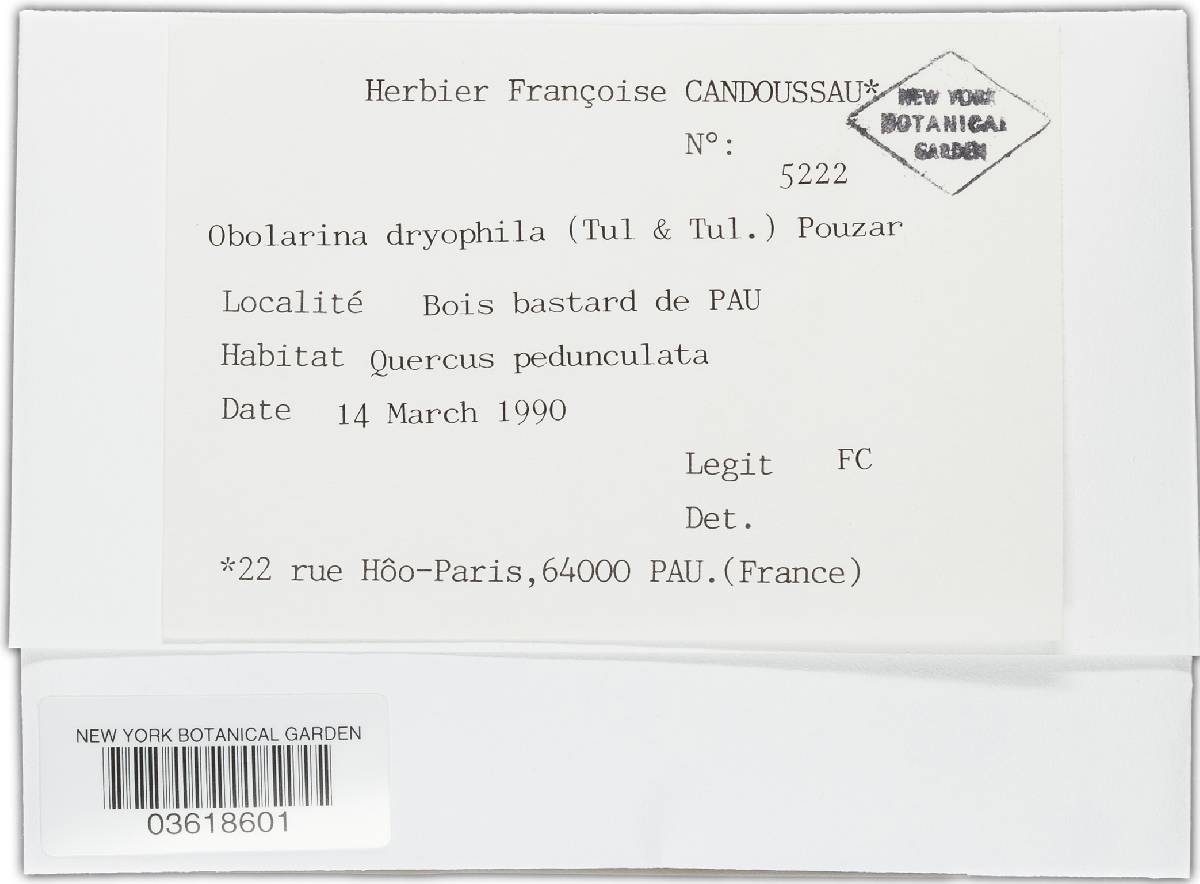 Herbier Françoise CANDOUSSAU*
NEW YORK
BOTANICAL
GARDEN
N°:
5222
Obolarina dryophila (Tul & Tul.) Pouzar
Localité Bois bastard de PAU
Habitat Quercus pedunculata
Date 14 March 1990
Legit FC
Det.
*22 rue Hôo-Paris,64000 PAU.(France)
NEW YORK BOTANICAL GARDEN
03618601